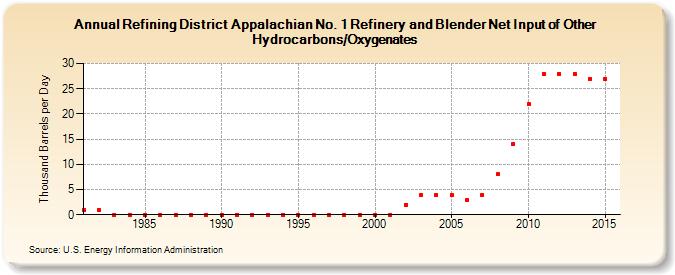 Annual Refining District Appalachian No. 1 Refinery and Blender Net Input of Other
Hydrocarbons/Oxygenates
Thousand Barrels per Day
30
25
20
15
10
5
0
1985 1990 1995 2000 2005 2010 2015
Source: U.S. Energy Information Administration